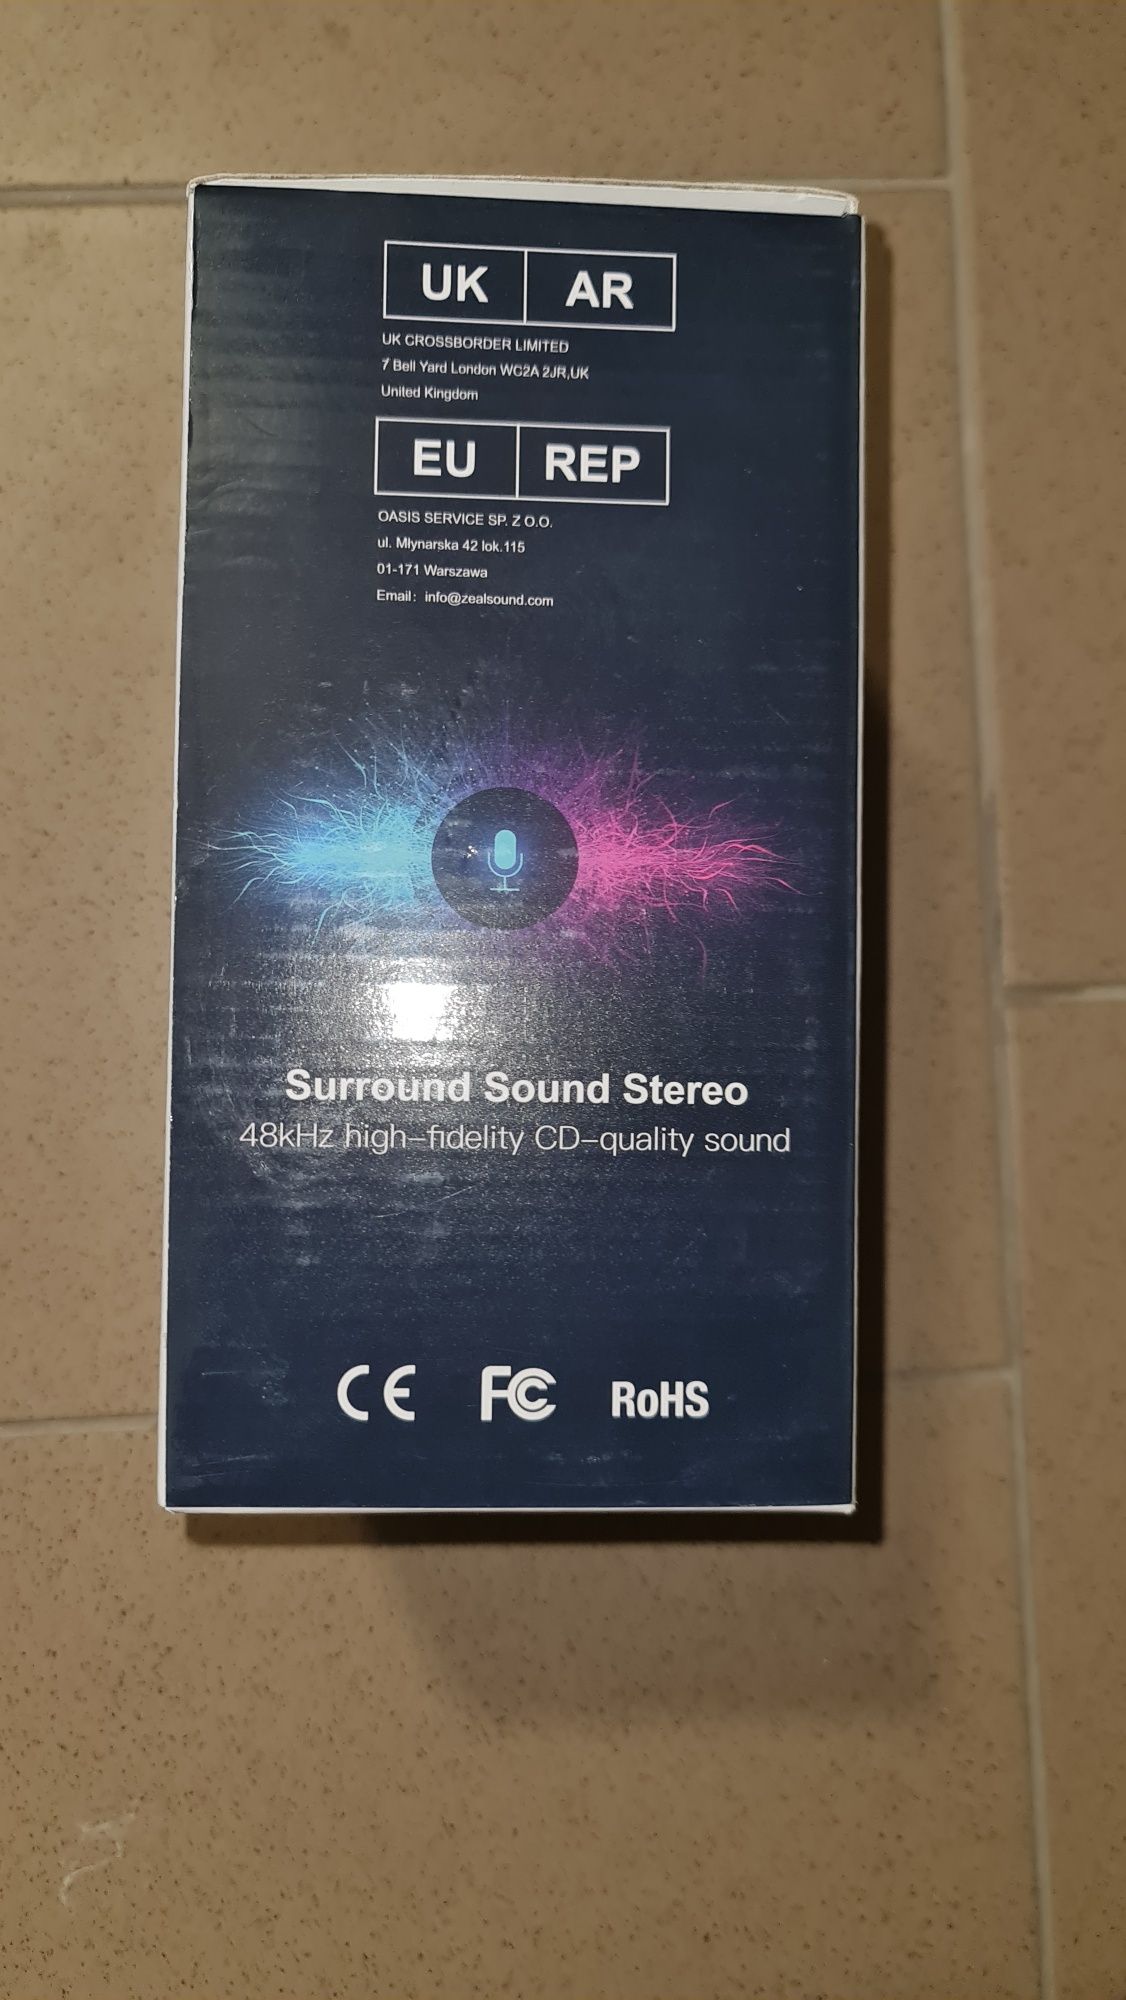 UK AR
UK CROSSBORDER LIMITED
7 Bell Yard London WC2A 2JR,UK
United Kingdom
EU REP
OASIS SERVICE SP. Z O.O.
ul. Młynarska 42 lok.115
01-171 Warszawa
Email: info@zealsound.com
Surround Sound Stereo
48kHz high-fidelity CD-quality sound
CE FC RoHS